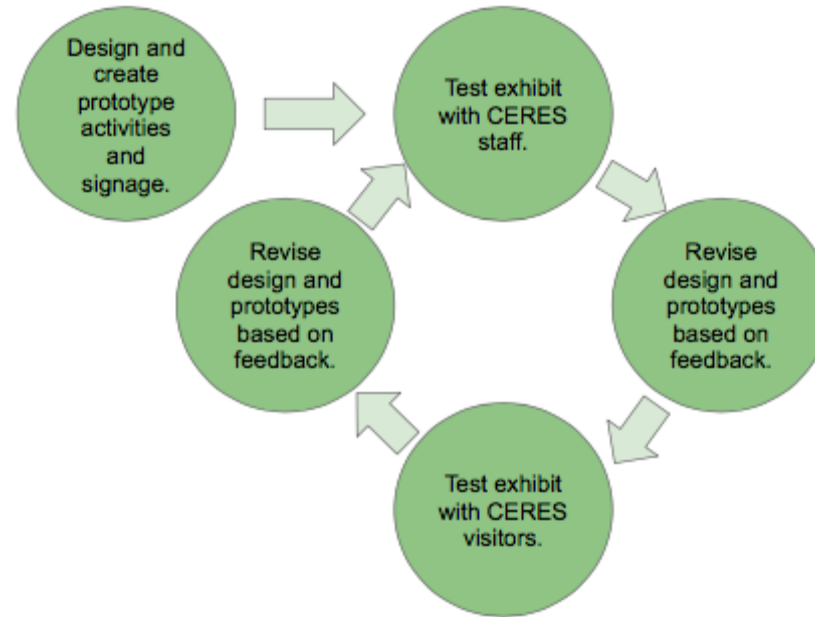 Design and
create
prototype
activities
and
signage.
Test exhibit
with CERES
staff.
Revise
design and
prototypes
based on
feedback.
Test exhibit
with CERES
visitors.
Revise
design and
prototypes
based on
feedback.